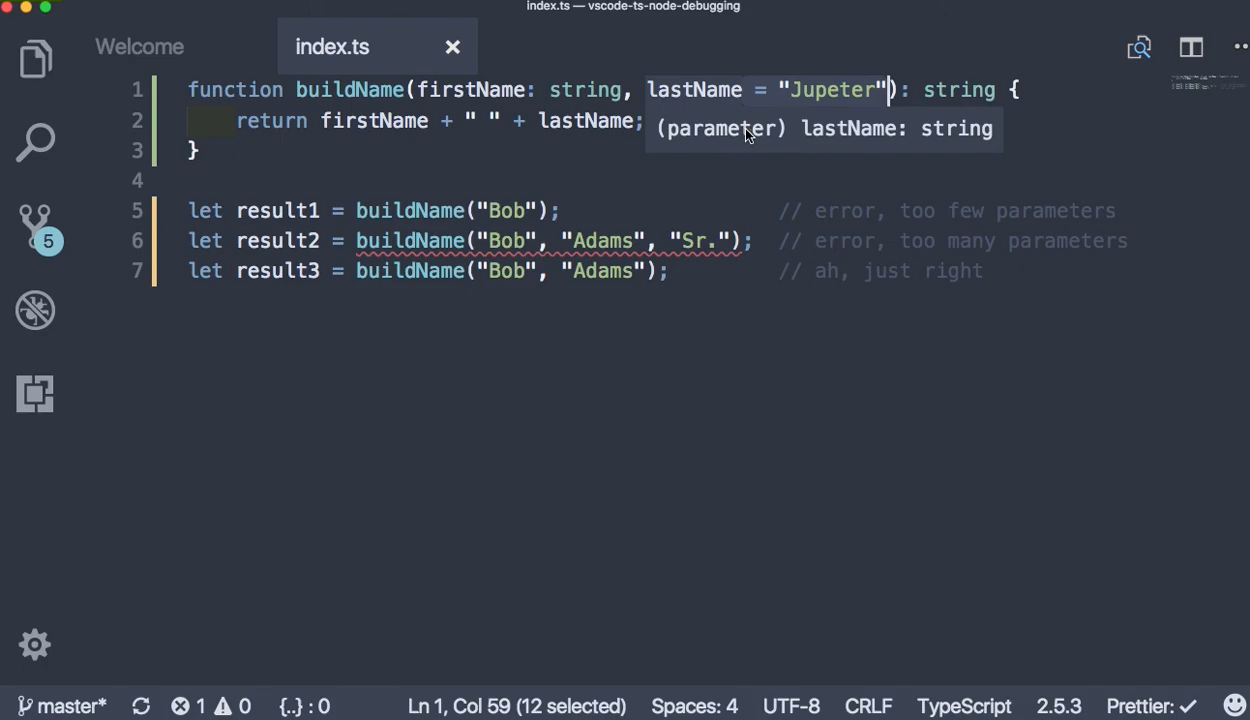 index.ts — vscode-ts-node-debugging
Welcome index.ts ×
1 function buildName(firstName: string, lastName = "Jupeter"): string {
2 return firstName + " " + lastName;
(parameter) lastName: string
3 }
4
5 let result1 = buildName("Bob"); // error, too few parameters
6 let result2 = buildName("Bob", "Adams", "Sr."); // error, too many parameters
7 let result3 = buildName("Bob", "Adams"); // ah, just right
5
master* 1 0 {..} : 0 Ln 1, Col 59 (12 selected) Spaces: 4 UTF-8 CRLF TypeScript 2.5.3 Prettier: ✓